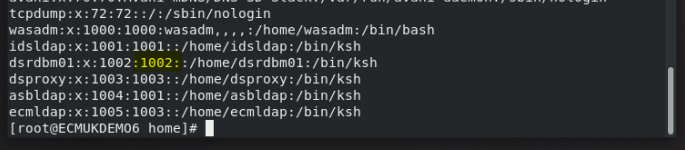 tcpdump:x:72:72::/:/sbin/nologin
wasadm:x:1000:1000:wasadm,,,,:/home/wasadm:/bin/bash
idsldap:x:1001:1001::/home/idsldap:/bin/ksh
dsrdbm01:x:1002:1002::/home/dsrdbm01:/bin/ksh
dsproxy:x:1003:1003::/home/dsproxy:/bin/ksh
asbldap:x:1004:1001::/home/asbldap:/bin/ksh
ecmldap:x:1005:1003::/home/ecmldap:/bin/ksh
[root@ECMUKDEMO6 home]#